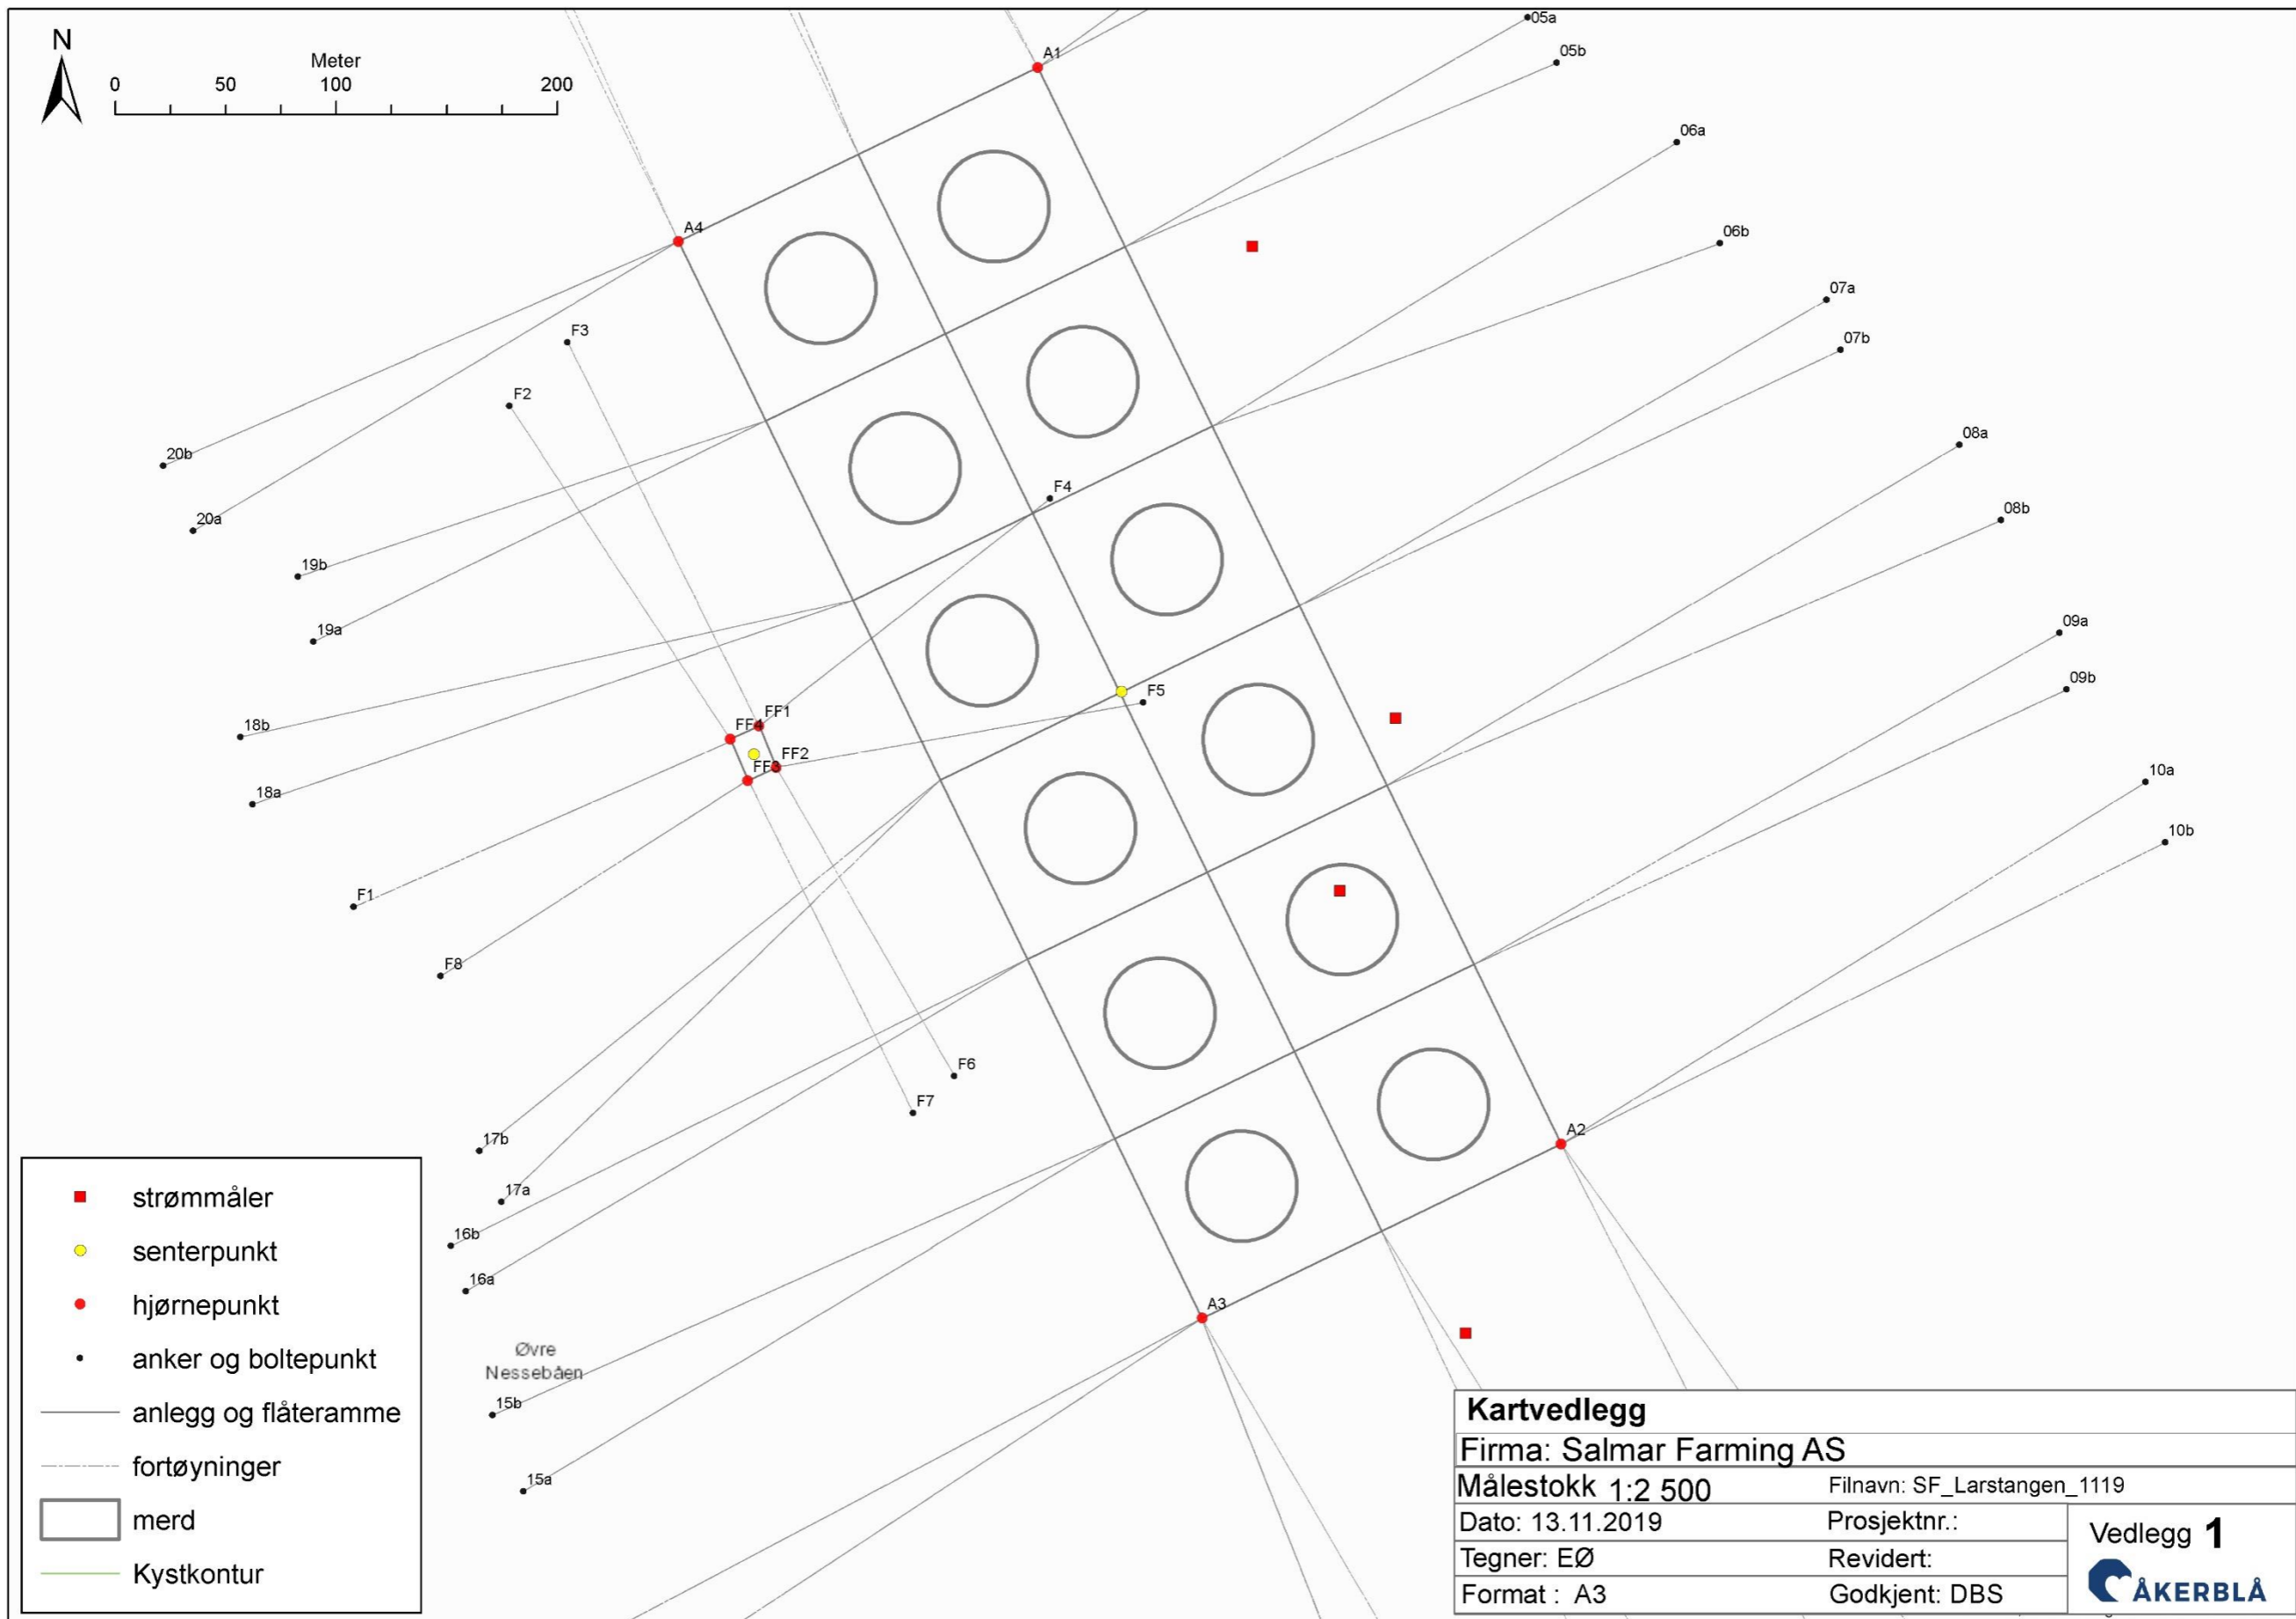 N
Meter
0 50 100 200
A1
05a
05b
06a
A4
06b
07a
F3
07b
F2
08a
20b
F4
08b
20a
19b
09a
19a
F5
09b
FF1
18b
FF4
FF2
FF3
10a
18a
10b
F1
F8
F6
F7
A2
17b
17a
16b
16a
A3
Øvre
Nessebåen
15b
15a
strømmåler
senterpunkt
hjørnepunkt
anker og boltepunkt
anlegg og flåteramme
fortøyninger
merd
Kystkontur
Kartvedlegg
Firma: Salmar Farming AS
Målestokk 1:2 500 Filnavn: SF_Larstangen_1119
Dato: 13.11.2019 Prosjektnr.:
Tegner: EØ Revidert:
Format : A3 Godkjent: DBS
Vedlegg 1
ÅKERBLÅ